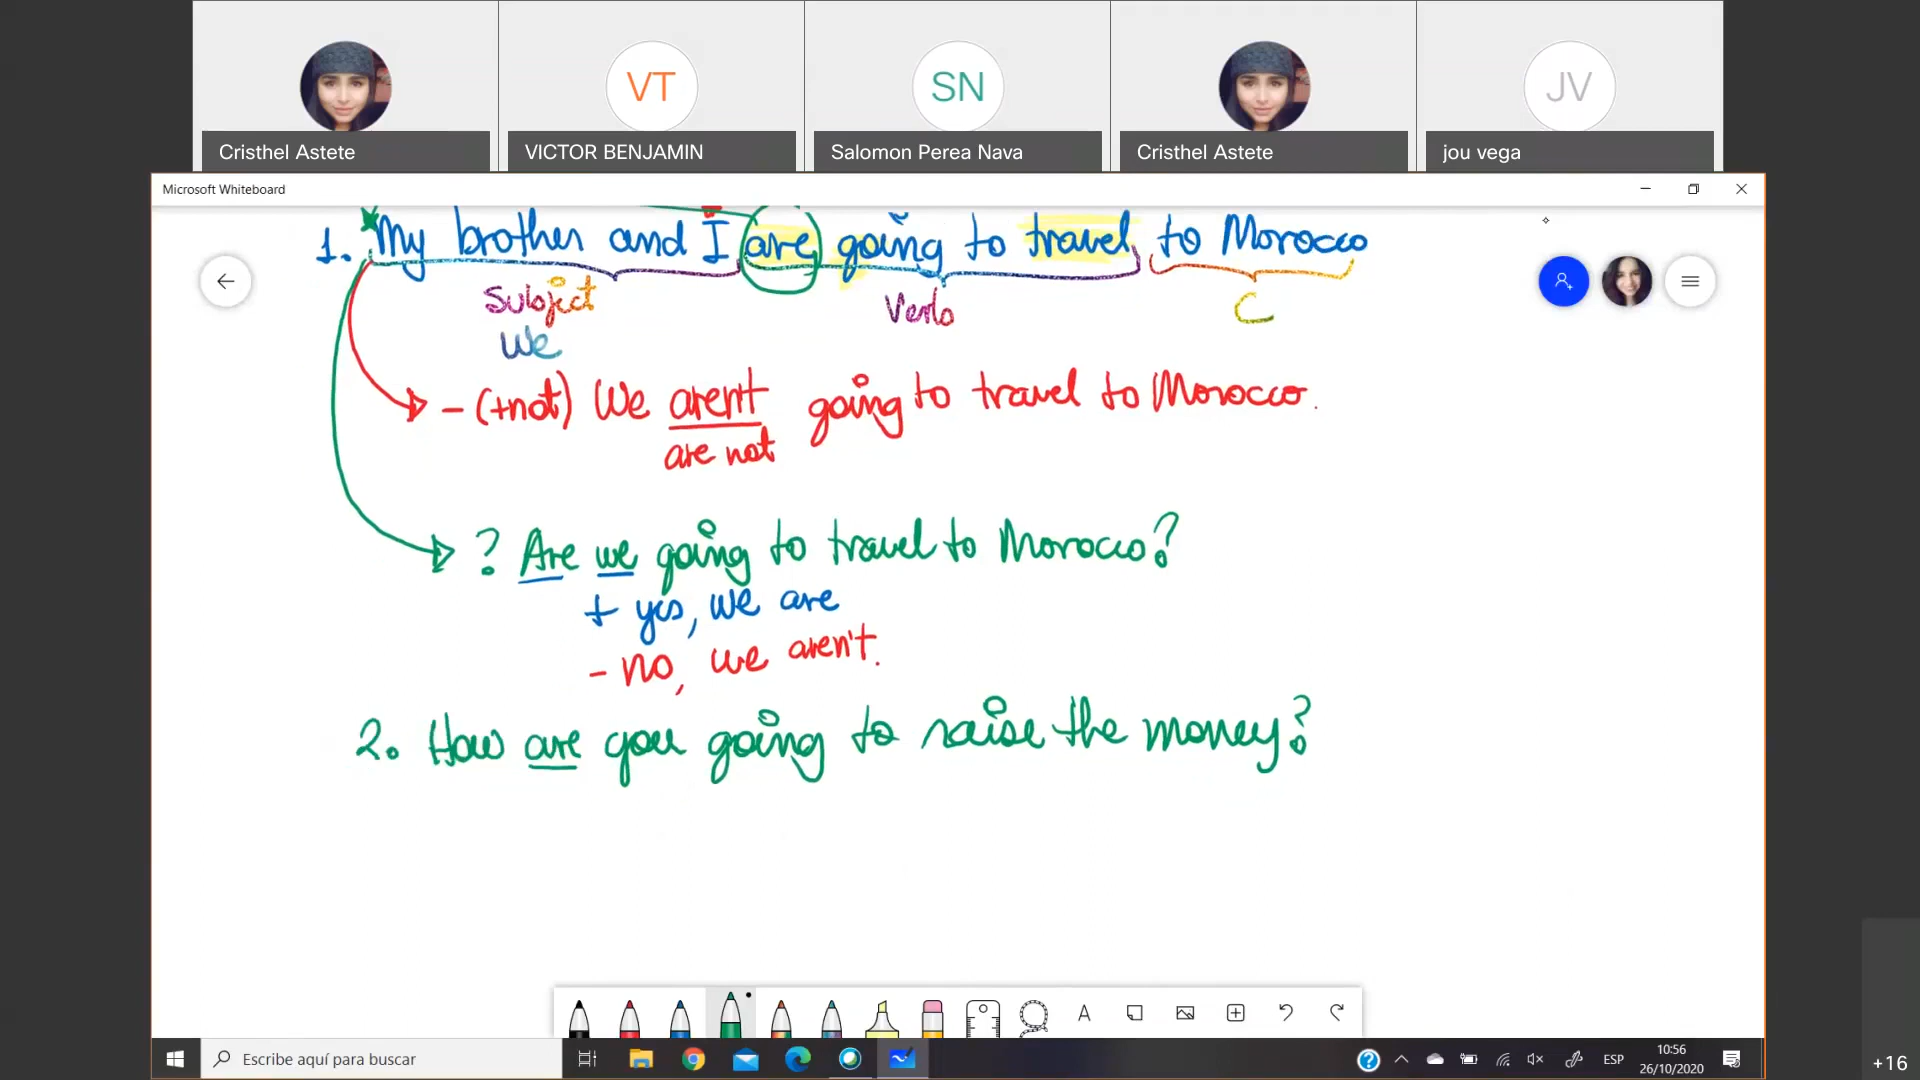 VT
SN
JV
Cristhel Astete
VICTOR BENJAMIN
Salomon Perea Nava
Cristhel Astete
jou vega
Microsoft Whiteboard
1. My brother and I are going to travel to Morocco
Subject
Verb
C
We
- (+not) We aren't going to travel to Morocco.
are not
? Are we going to travel to Morocco?
+ yes, we are
- No, we aren't.
2. How are you going to raise the money?
A
Escribe aquí para buscar
ESP
10:56
26/10/2020
+16